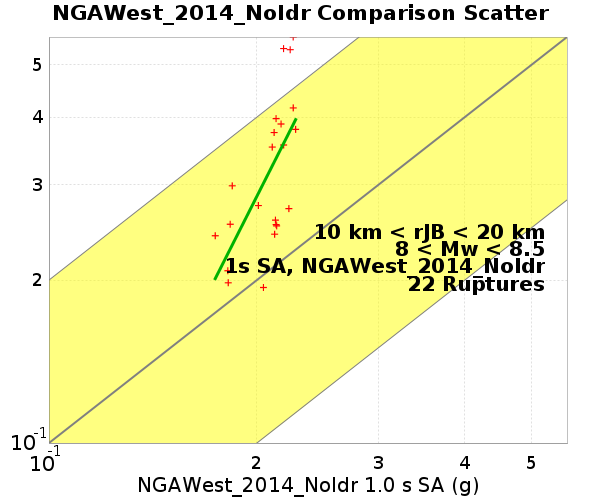 NGAWest_2014_NoIdr Comparison Scatter
5
4
3
2
10^-1
10 km < rJB < 20 km
8 < Mw < 8.5
1s SA, NGAWest_2014_NoIdr
22 Ruptures
10^-1 2 3 4 5
NGAWest_2014_NoIdr 1.0 s SA (g)